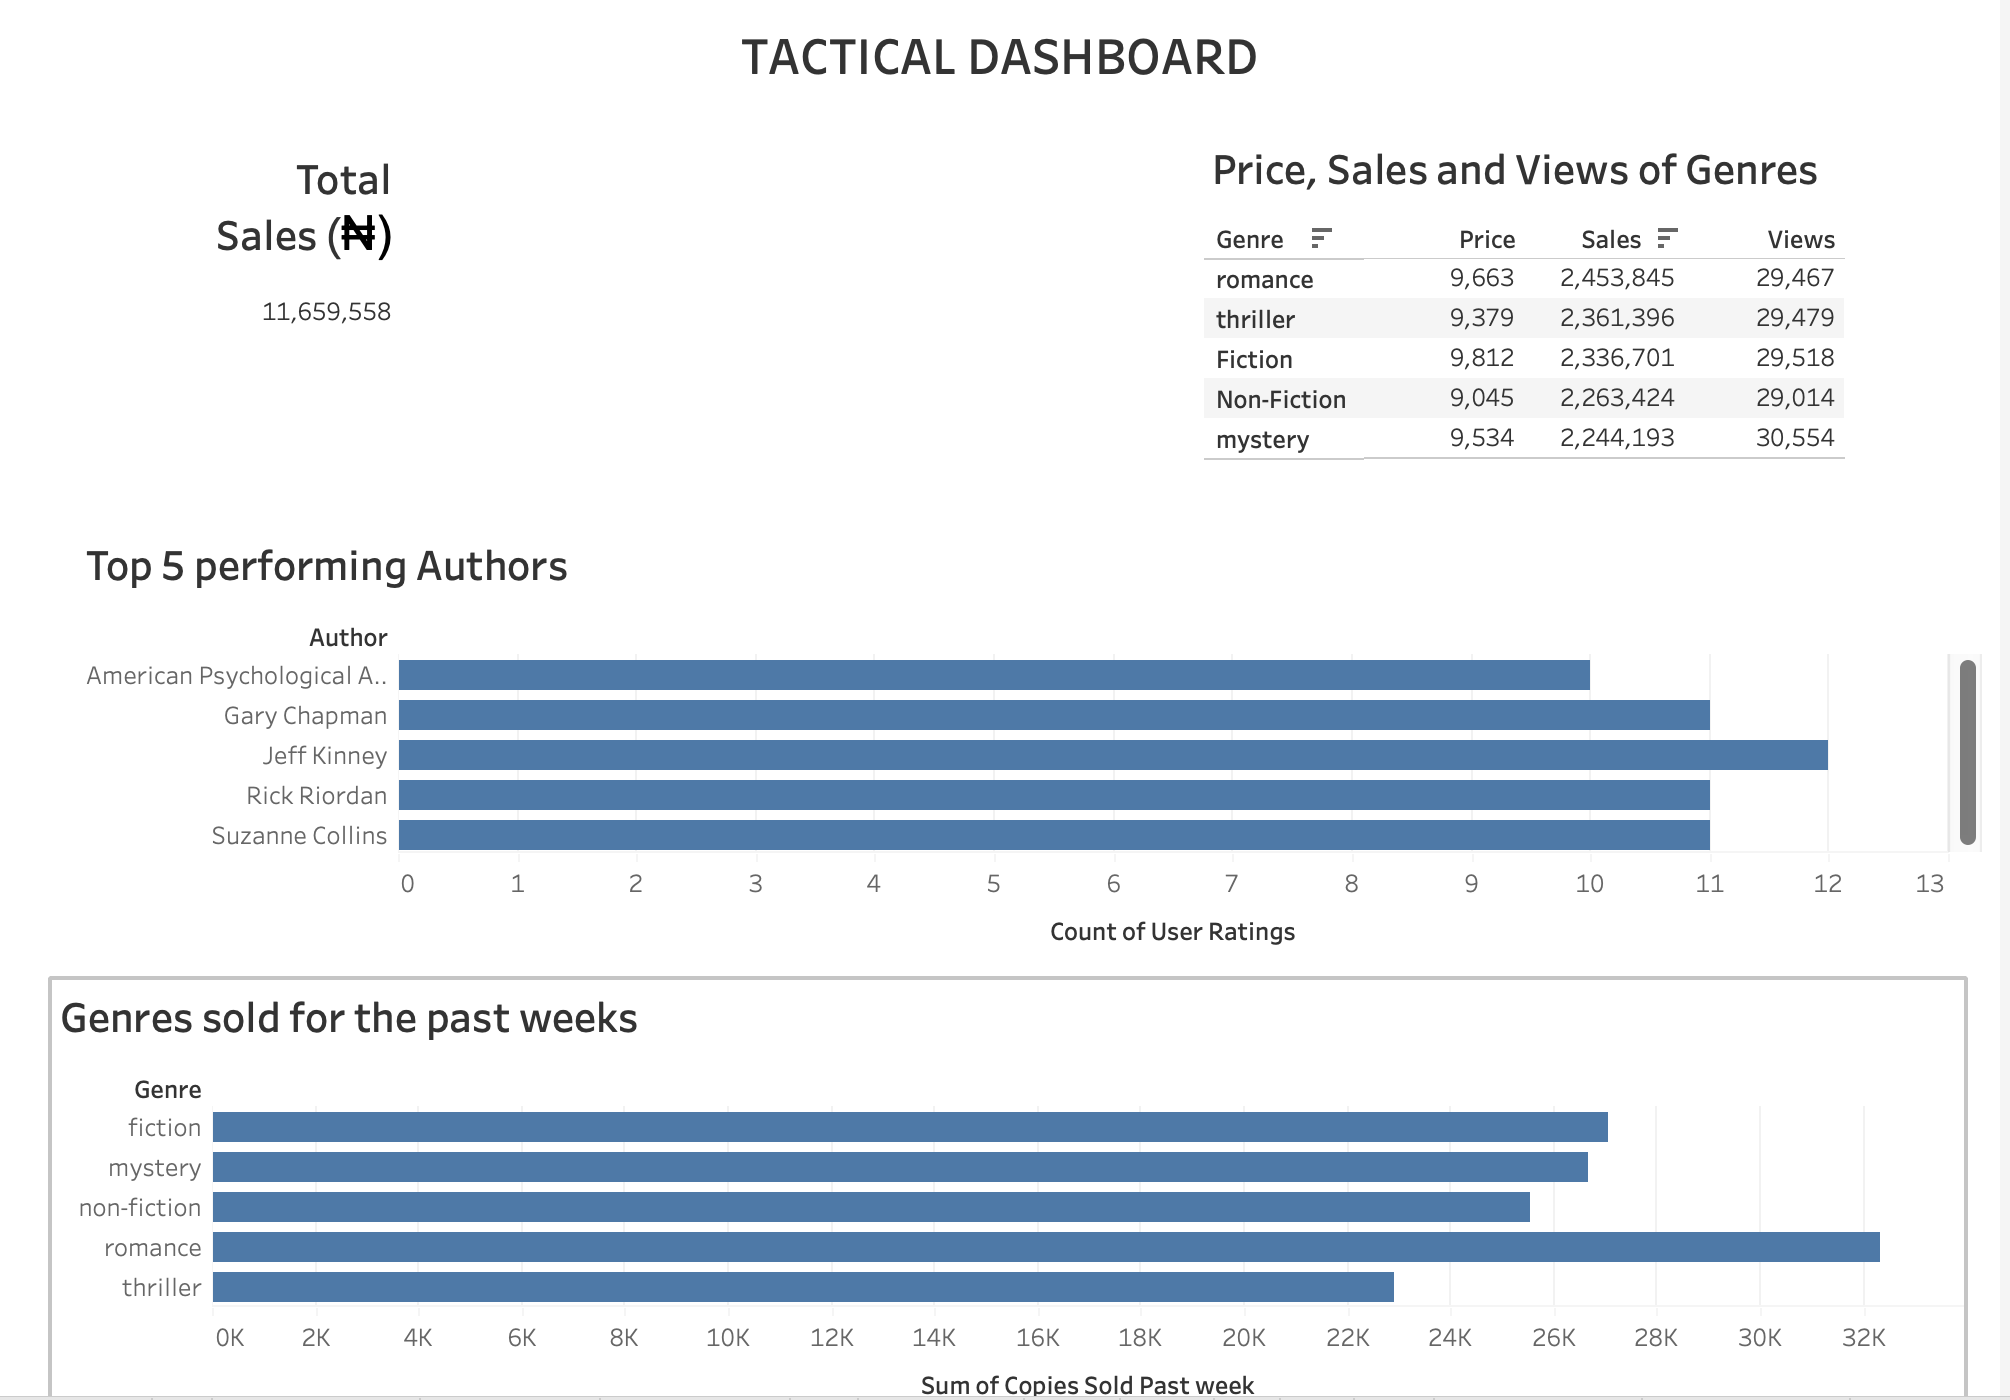 TACTICAL DASHBOARD
Total
Sales (₦)
11,659,558
Price, Sales and Views of Genres
Genre Price Sales Views
romance 9,663 2,453,845 29,467
thriller 9,379 2,361,396 29,479
Fiction 9,812 2,336,701 29,518
Non-Fiction 9,045 2,263,424 29,014
mystery 9,534 2,244,193 30,554
Top 5 performing Authors
Author
American Psychological A..
Gary Chapman
Jeff Kinney
Rick Riordan
Suzanne Collins
0 1 2 3 4 5 6 7 8 9 10 11 12 13
Count of User Ratings
Genres sold for the past weeks
Genre
fiction
mystery
non-fiction
romance
thriller
0K 2K 4K 6K 8K 10K 12K 14K 16K 18K 20K 22K 24K 26K 28K 30K 32K
Sum of Copies Sold Past week